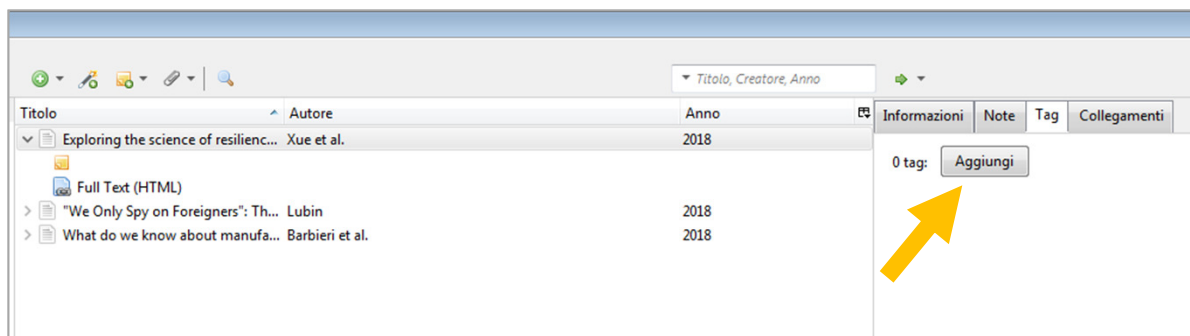 Titolo, Creatore, Anno
Titolo Autore Anno
Informazioni Note Tag Collegamenti
Exploring the science of resilienc... Xue et al. 2018
0 tag: Aggiungi
Full Text (HTML)
"We Only Spy on Foreigners": Th... Lubin 2018
What do we know about manufa... Barbieri et al. 2018